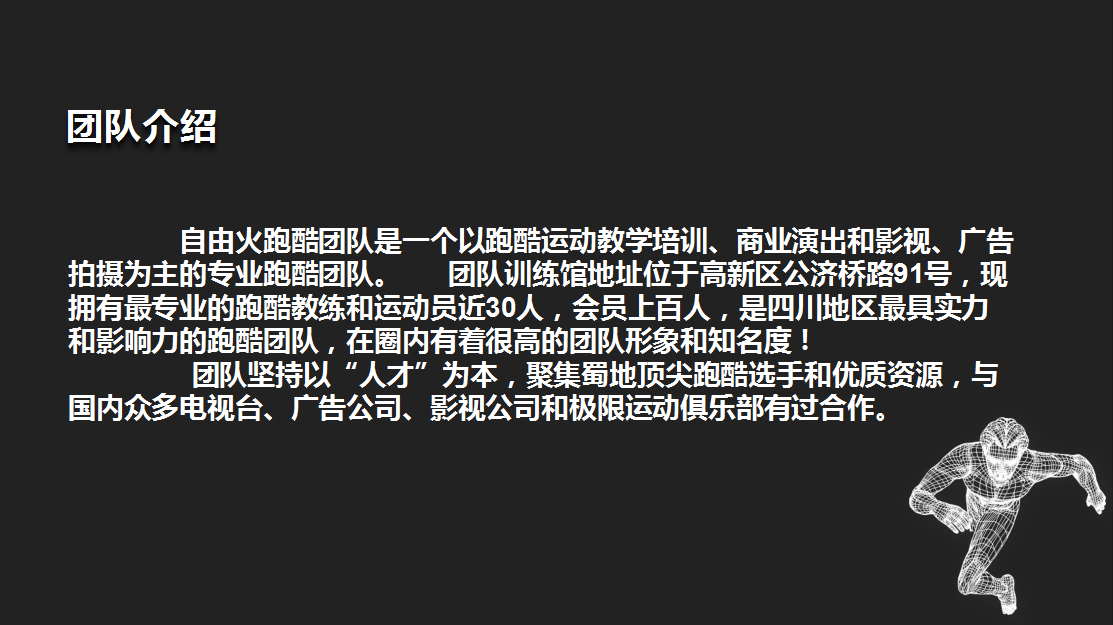 团队介绍
自由火跑酷团队是一个以跑酷运动教学培训、商业演出和影视、广告
拍摄为主的专业跑酷团队。 团队训练馆地址位于高新区公济桥路91号，现
拥有最专业的跑酷教练和运动员近30人，会员上百人，是四川地区最具实力
和影响力的跑酷团队，在圈内有着很高的团队形象和知名度！
团队坚持以“人才”为本，聚集蜀地顶尖跑酷选手和优质资源，与
国内众多电视台、广告公司、影视公司和极限运动俱乐部有过合作。